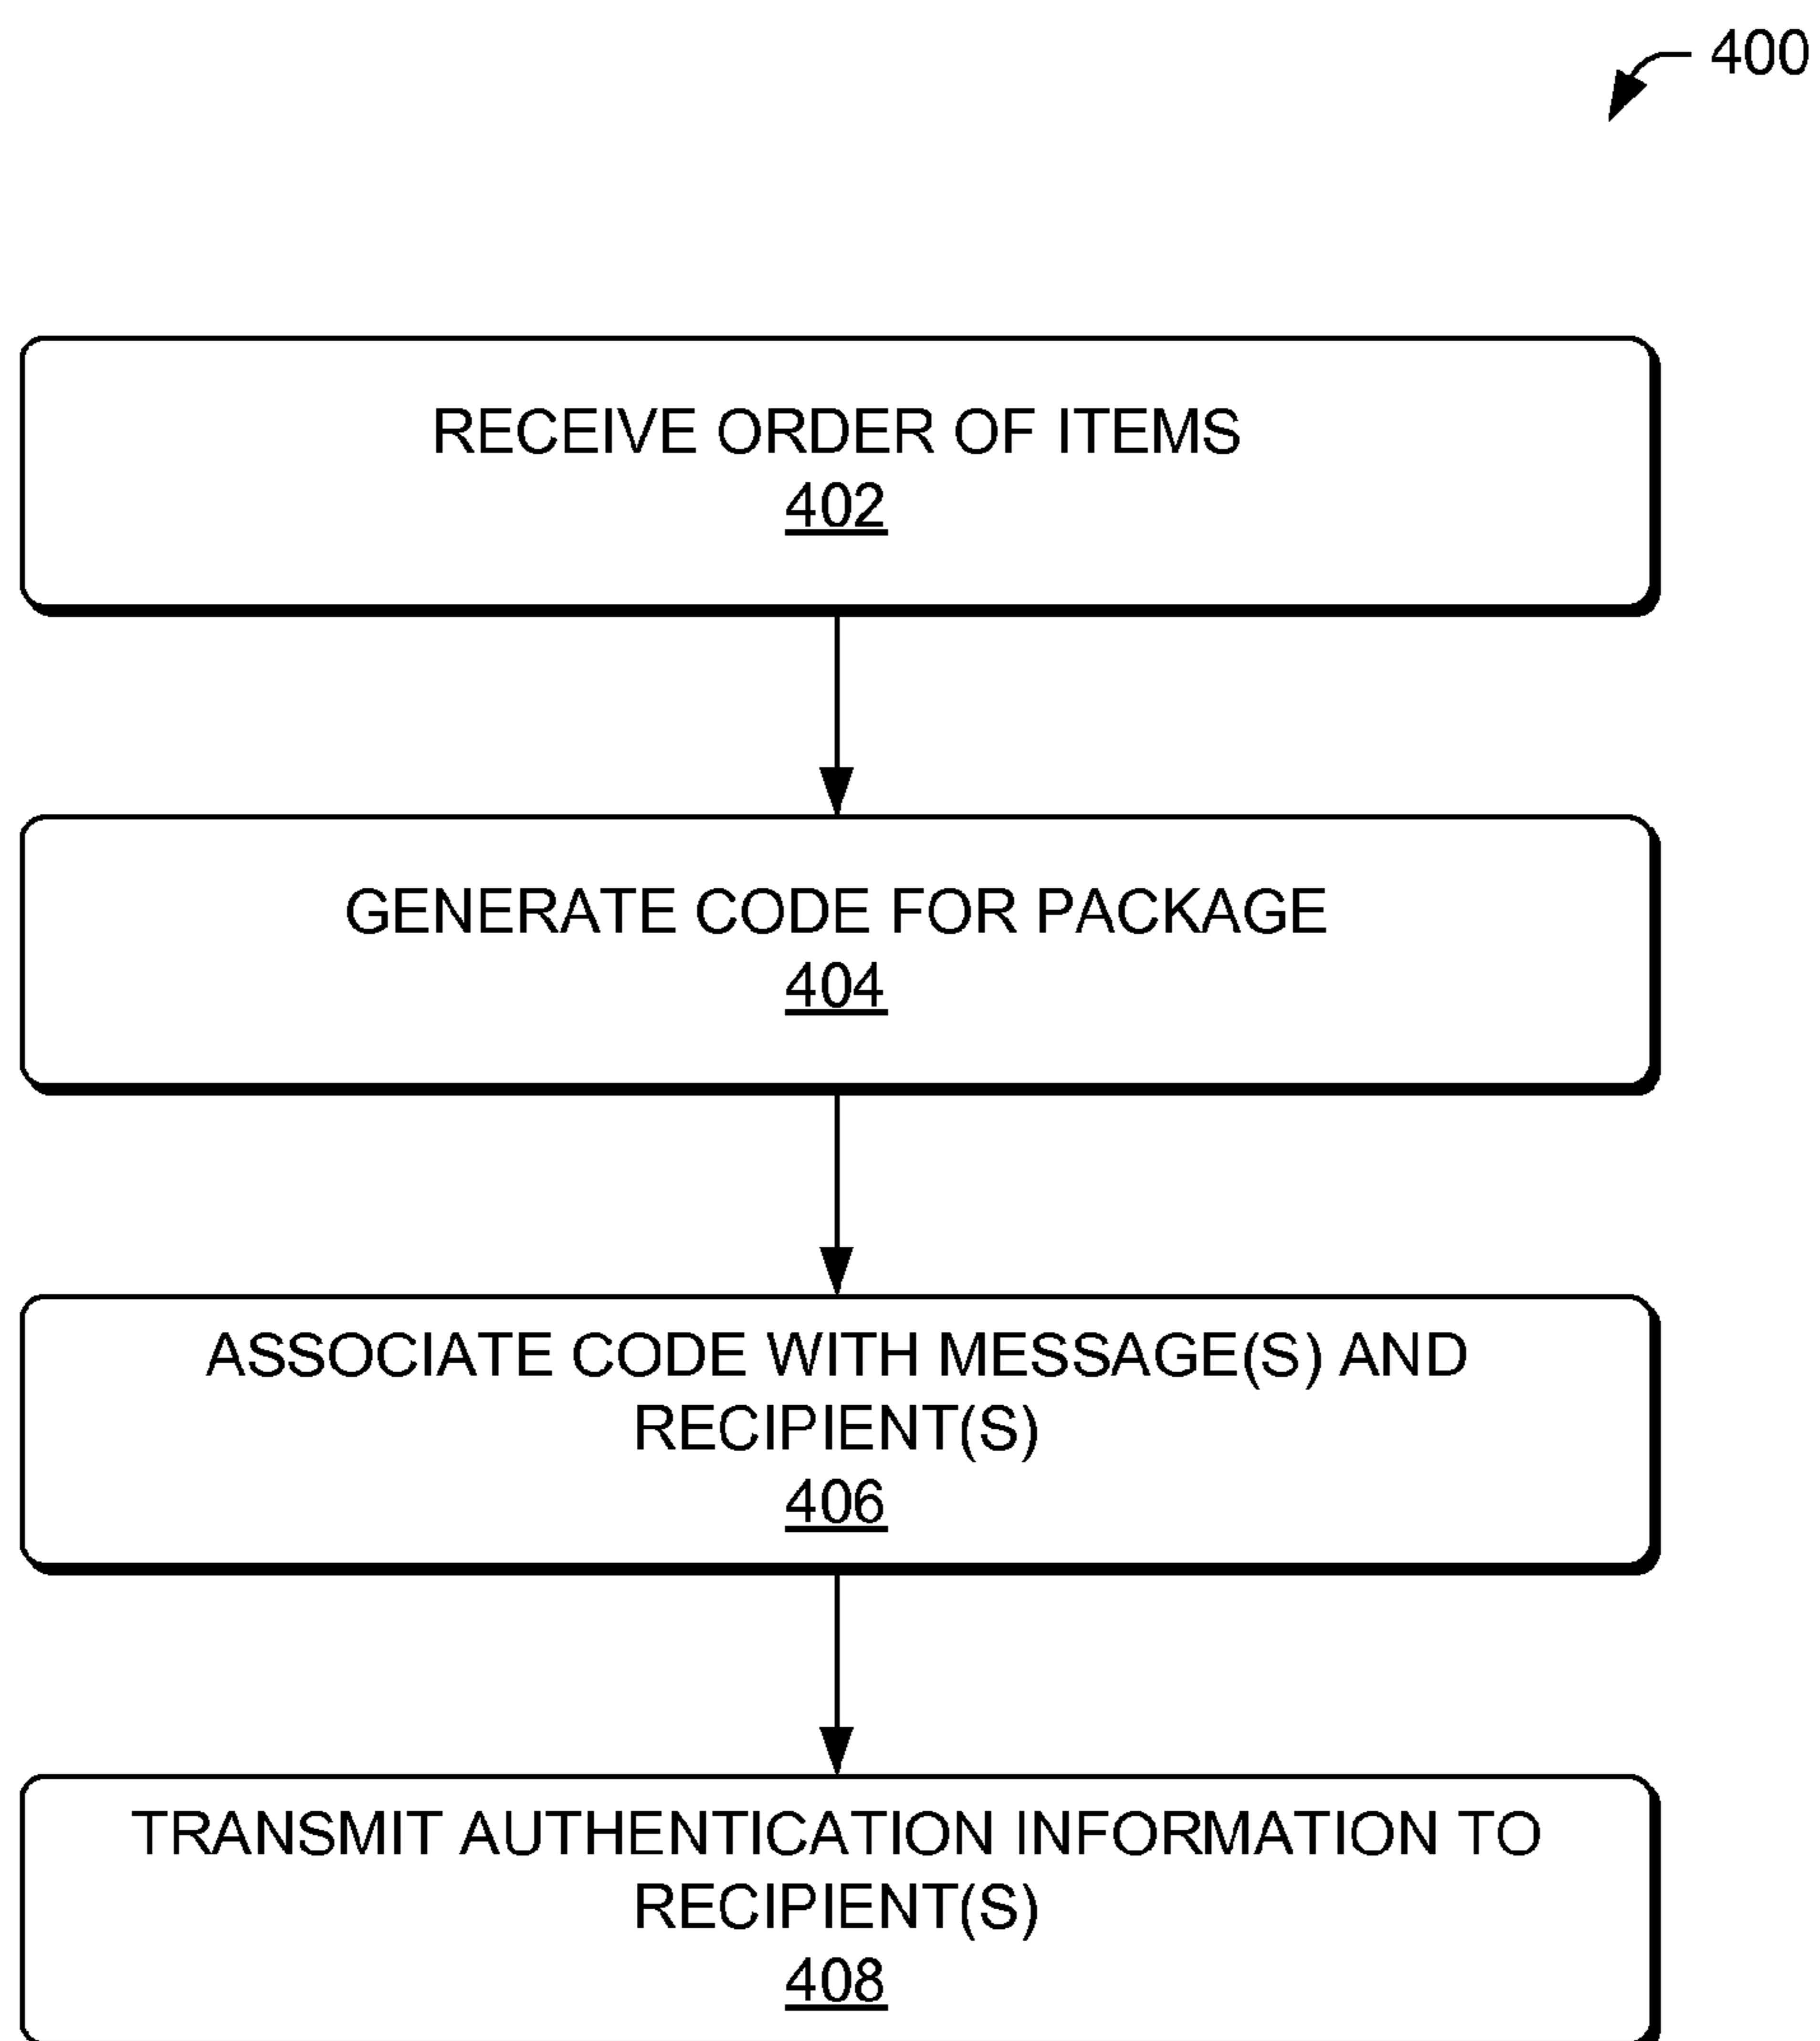 400
RECEIVE ORDER OF ITEMS
402
GENERATE CODE FOR PACKAGE
404
ASSOCIATE CODE WITH MESSAGE(S) AND
RECIPIENT(S)
406
TRANSMIT AUTHENTICATION INFORMATION TO
RECIPIENT(S)
408